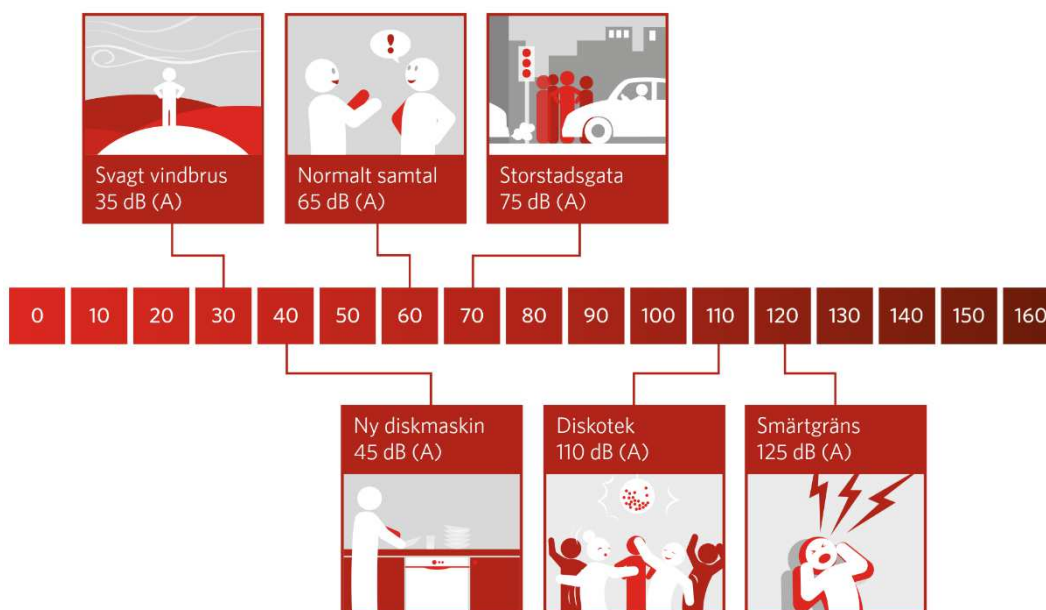 Svagt vindbrus
35 dB (A)
Normalt samtal
65 dB (A)
!
Storstadsgata
75 dB (A)
0 10 20 30 40 50 60 70 80 90 100 110 120 130 140 150 160
Ny diskmaskin
45 dB (A)
Diskotek
110 dB (A)
Smärtgräns
125 dB (A)